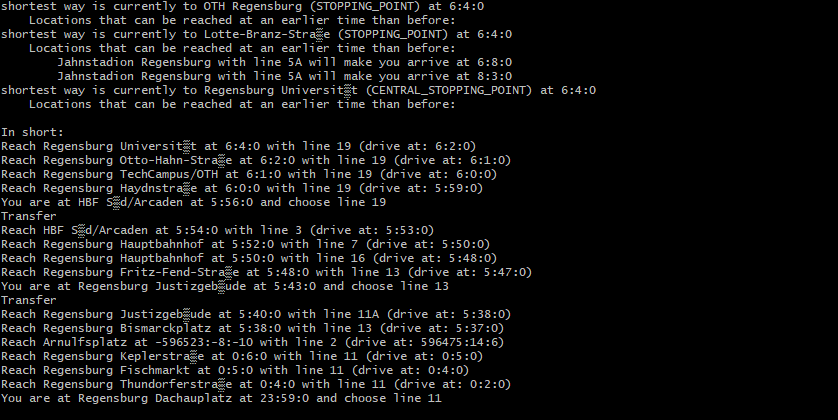 shortest way is currently to OTH Regensburg (STOPPING_POINT) at 6:4:0
Locations that can be reached at an earlier time than before:
shortest way is currently to Lotte-Branz-Stra▒e (STOPPING_POINT) at 6:4:0
Locations that can be reached at an earlier time than before:
Jahnstadion Regensburg with line 5A will make you arrive at 6:8:0
Jahnstadion Regensburg with line 5A will make you arrive at 8:3:0
shortest way is currently to Regensburg Universit▒t (CENTRAL_STOPPING_POINT) at 6:4:0
Locations that can be reached at an earlier time than before:
In short:
Reach Regensburg Universit▒t at 6:4:0 with line 19 (drive at: 6:2:0)
Reach Regensburg Otto-Hahn-Stra▒e at 6:2:0 with line 19 (drive at: 6:1:0)
Reach Regensburg TechCampus/OTH at 6:1:0 with line 19 (drive at: 6:0:0)
Reach Regensburg Haydnstra▒e at 6:0:0 with line 19 (drive at: 5:59:0)
You are at HBF S▒d/Arcaden at 5:56:0 and choose line 19
Transfer
Reach HBF S▒d/Arcaden at 5:54:0 with line 3 (drive at: 5:53:0)
Reach Regensburg Hauptbahnhof at 5:52:0 with line 7 (drive at: 5:50:0)
Reach Regensburg Hauptbahnhof at 5:50:0 with line 16 (drive at: 5:48:0)
Reach Regensburg Fritz-Fend-Stra▒e at 5:48:0 with line 13 (drive at: 5:47:0)
You are at Regensburg Justizgeb▒ude at 5:43:0 and choose line 13
Transfer
Reach Regensburg Justizgeb▒ude at 5:40:0 with line 11A (drive at: 5:38:0)
Reach Regensburg Bismarckplatz at 5:38:0 with line 13 (drive at: 5:37:0)
Reach Arnulfsplatz at -596523:-8:-10 with line 2 (drive at: 596475:14:6)
Reach Regensburg Keplerstra▒e at 0:6:0 with line 11 (drive at: 0:5:0)
Reach Regensburg Fischmarkt at 0:5:0 with line 11 (drive at: 0:4:0)
Reach Regensburg Thundorferstra▒e at 0:4:0 with line 11 (drive at: 0:2:0)
You are at Regensburg Dachauplatz at 23:59:0 and choose line 11